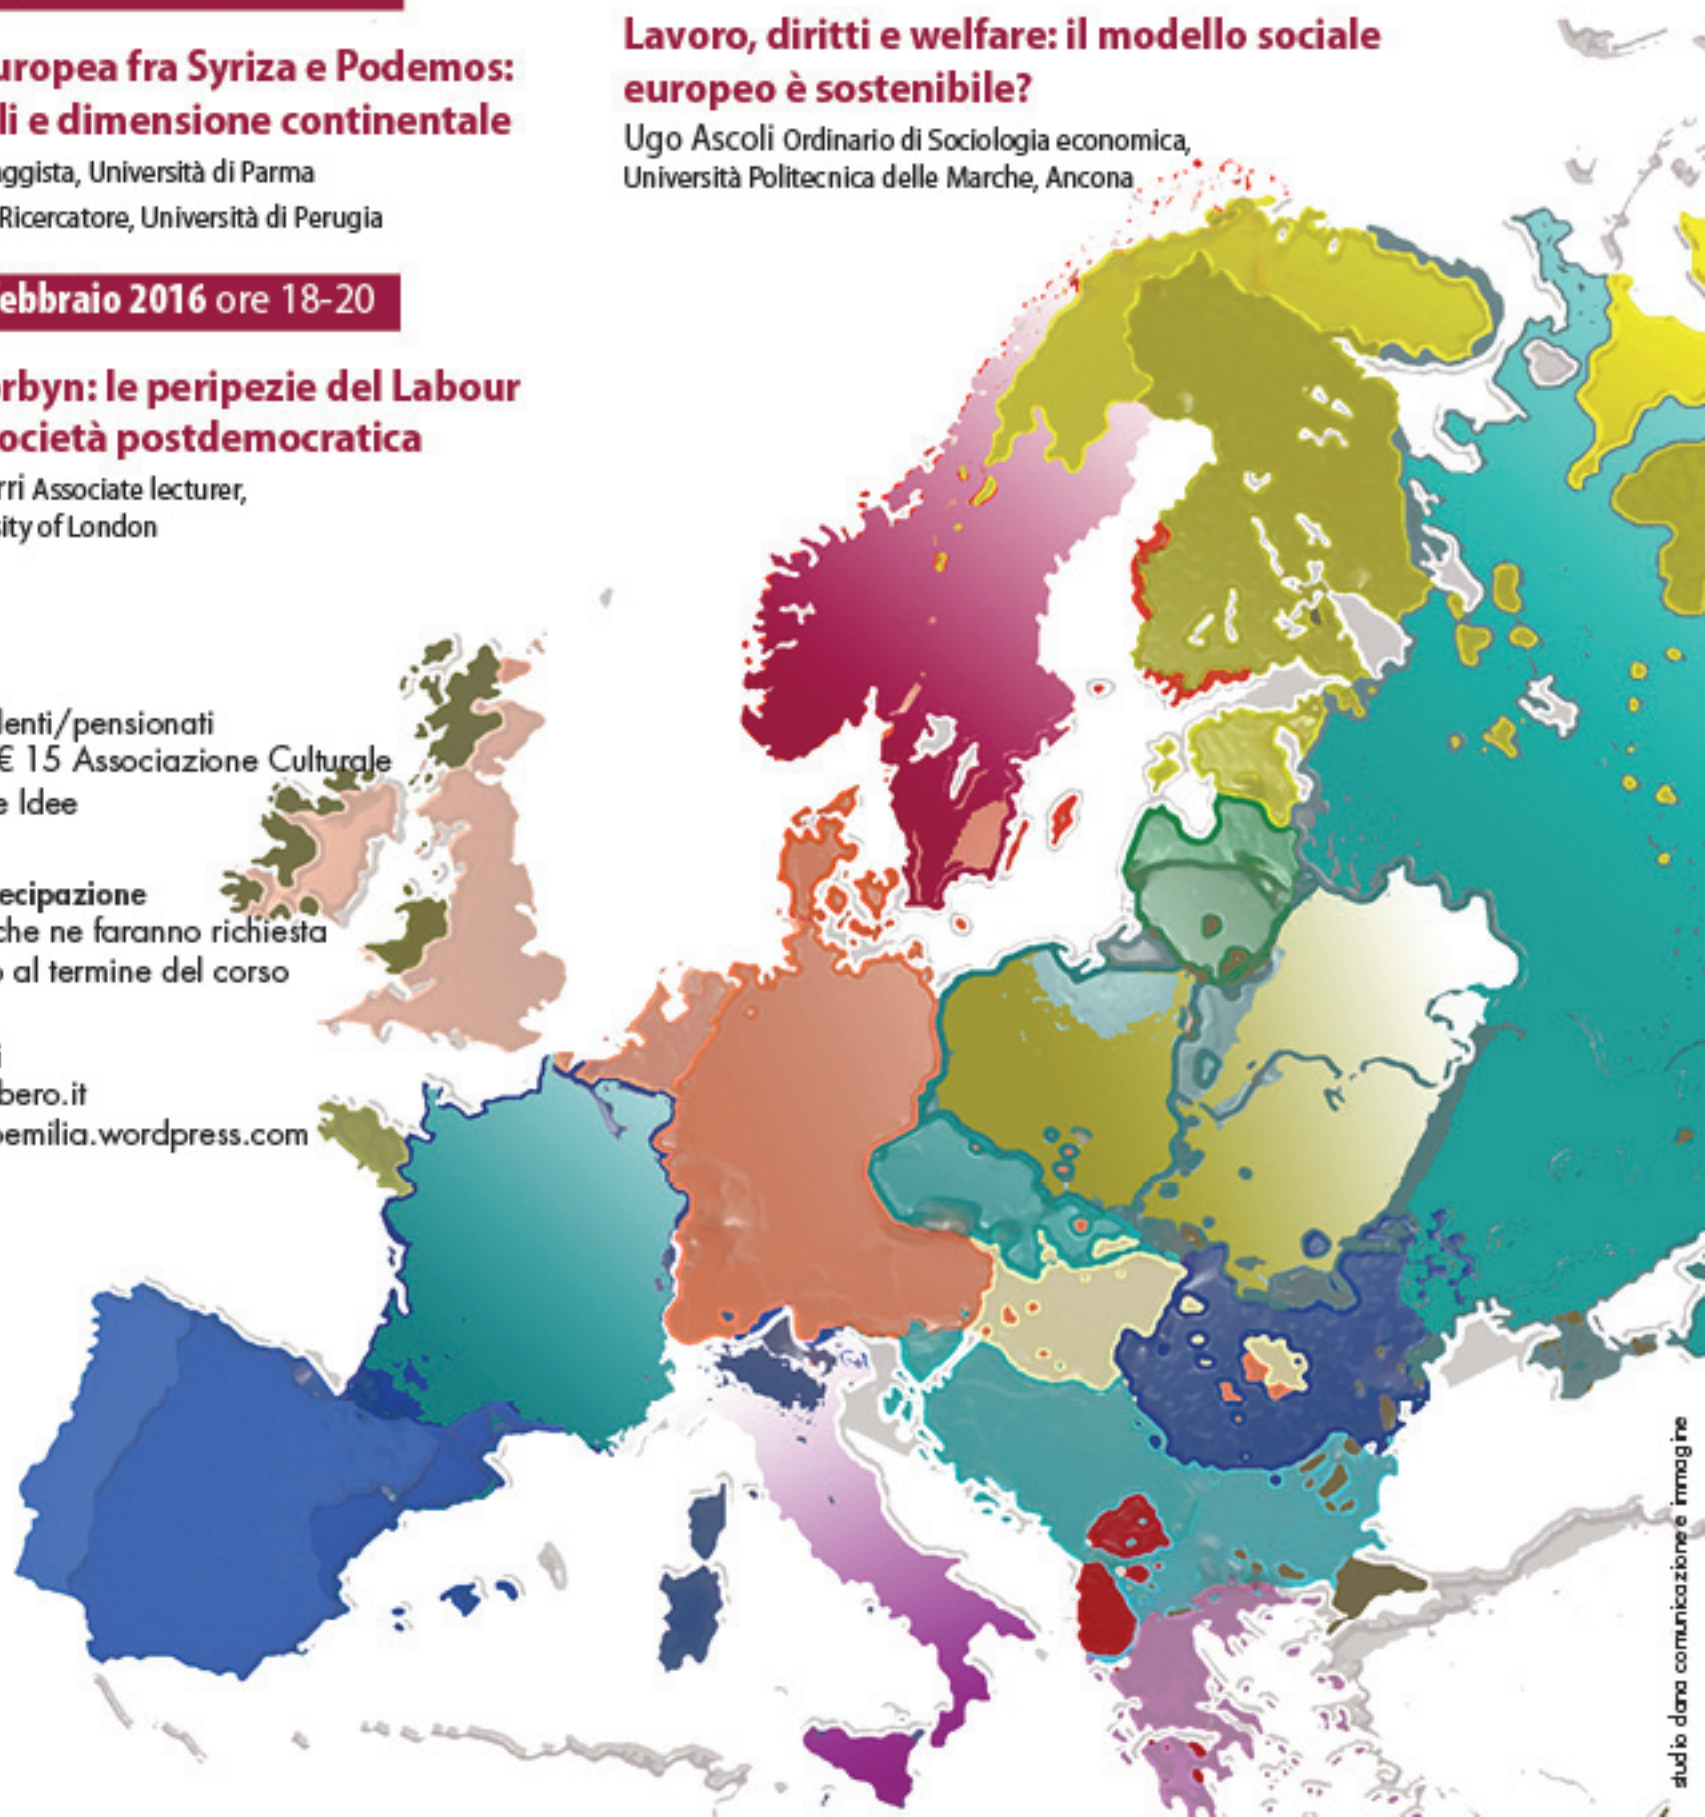 uropea fra Syriza e Podemos:
li e dimensione continentale
ggista, Università di Parma
Ricercatore, Università di Perugia
ebbraio 2016 ore 18-20
rbyn: le peripezie del Labour
ocietà postdemocratica
rri Associate lecturer,
sity of London
lenti/pensionati
€ 15 Associazione Culturale
e Idee
ecipazione
che ne faranno richiesta
o al termine del corso
i
bero.it
oemilia.wordpress.com
Lavoro, diritti e welfare: il modello sociale
europeo è sostenibile?
Ugo Ascoli Ordinario di Sociologia economica,
Università Politecnica delle Marche, Ancona
studio dana comunicazione e immagine